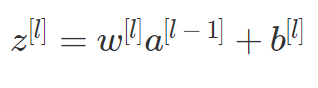 z^{[l]} = w^{[l]}a^{[l − 1]} + b^{[l]}